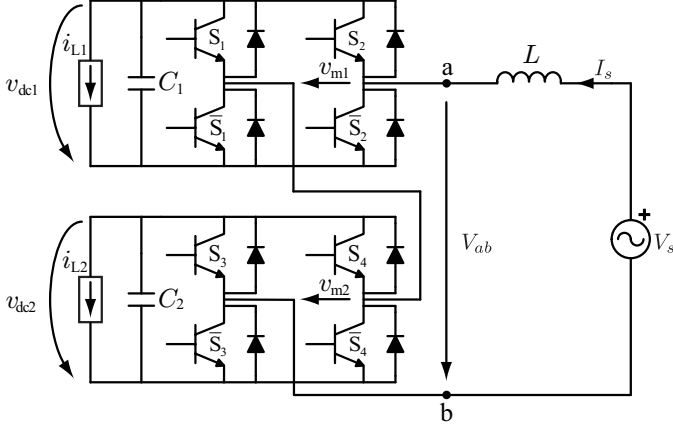 i_L1
S_1
S_2
v_m1
a
L
I_s
v_dc1
C_1
S̅_1
S̅_2
+
V_ab
V_s
i_L2
S_3
S_4
v_m2
v_dc2
C_2
S̅_3
S̅_4
b